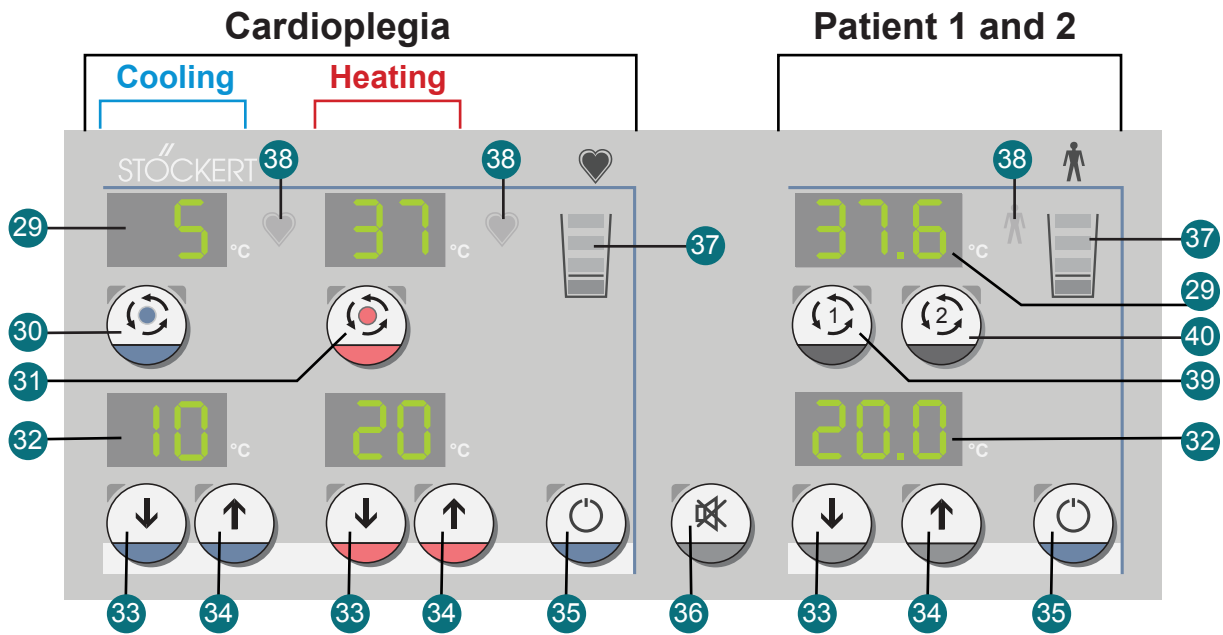 Cardioplegia Patient 1 and 2
Cooling Heating
STÖCKERT 38 38 38
29 5 °C 37 °C 37 37.6 °C 37
29
30 1 2 40
31 39
32 10 °C 20 °C 20.0 °C 32
33 34 33 34 35 36 33 34 35